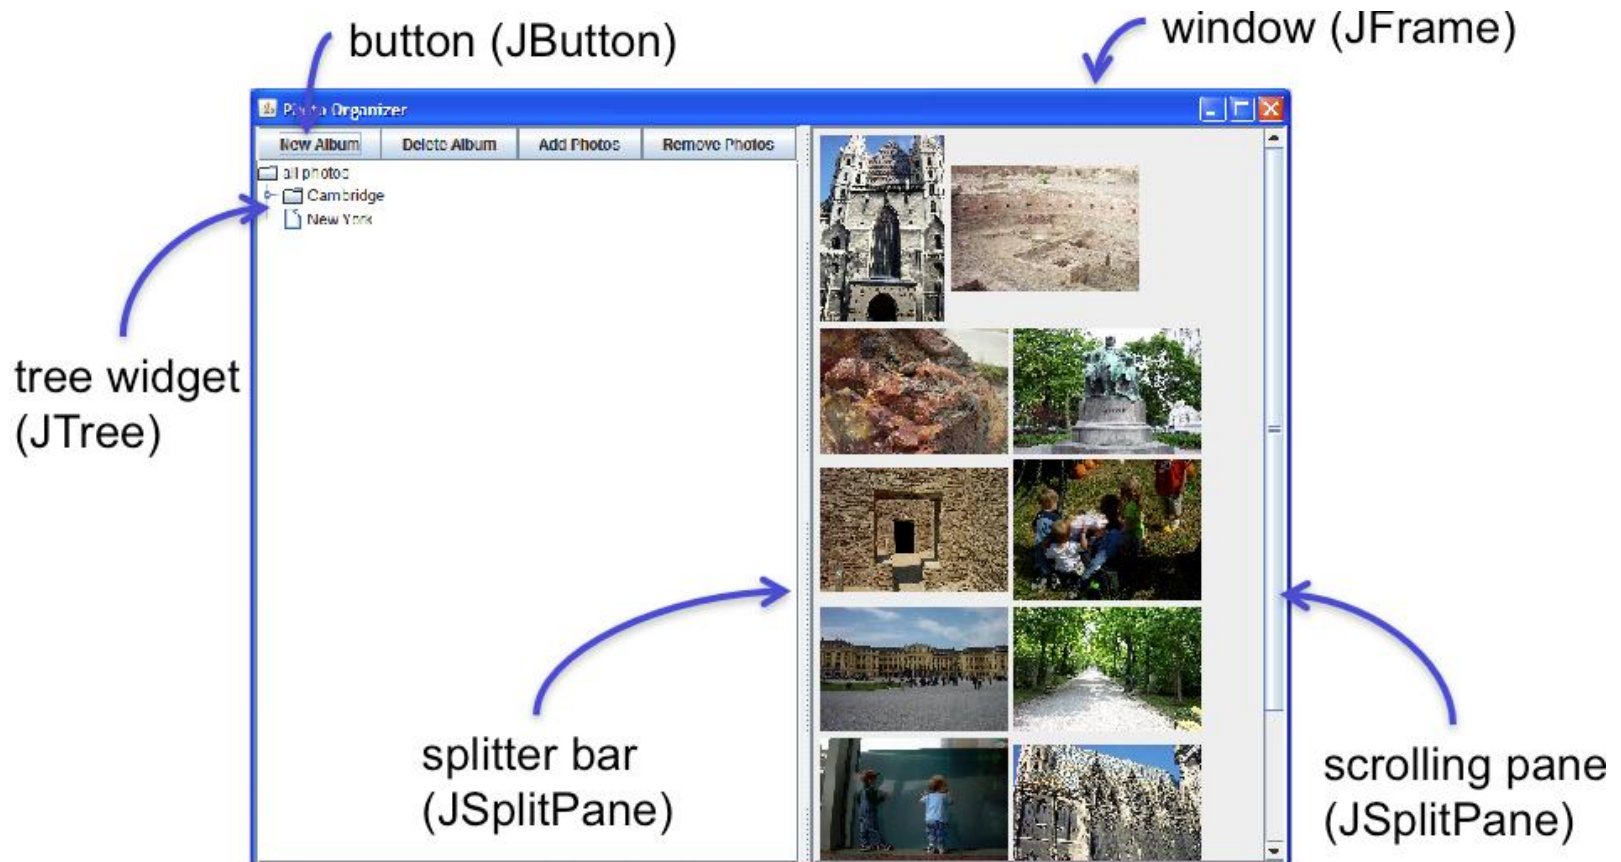 button (JButton)
window (JFrame)
Photo Organizer
New Album
Delete Album
Add Photos
Remove Photos
all photos
Cambridge
New York
tree widget
(JTree)
splitter bar
(JSplitPane)
scrolling pane
(JSplitPane)